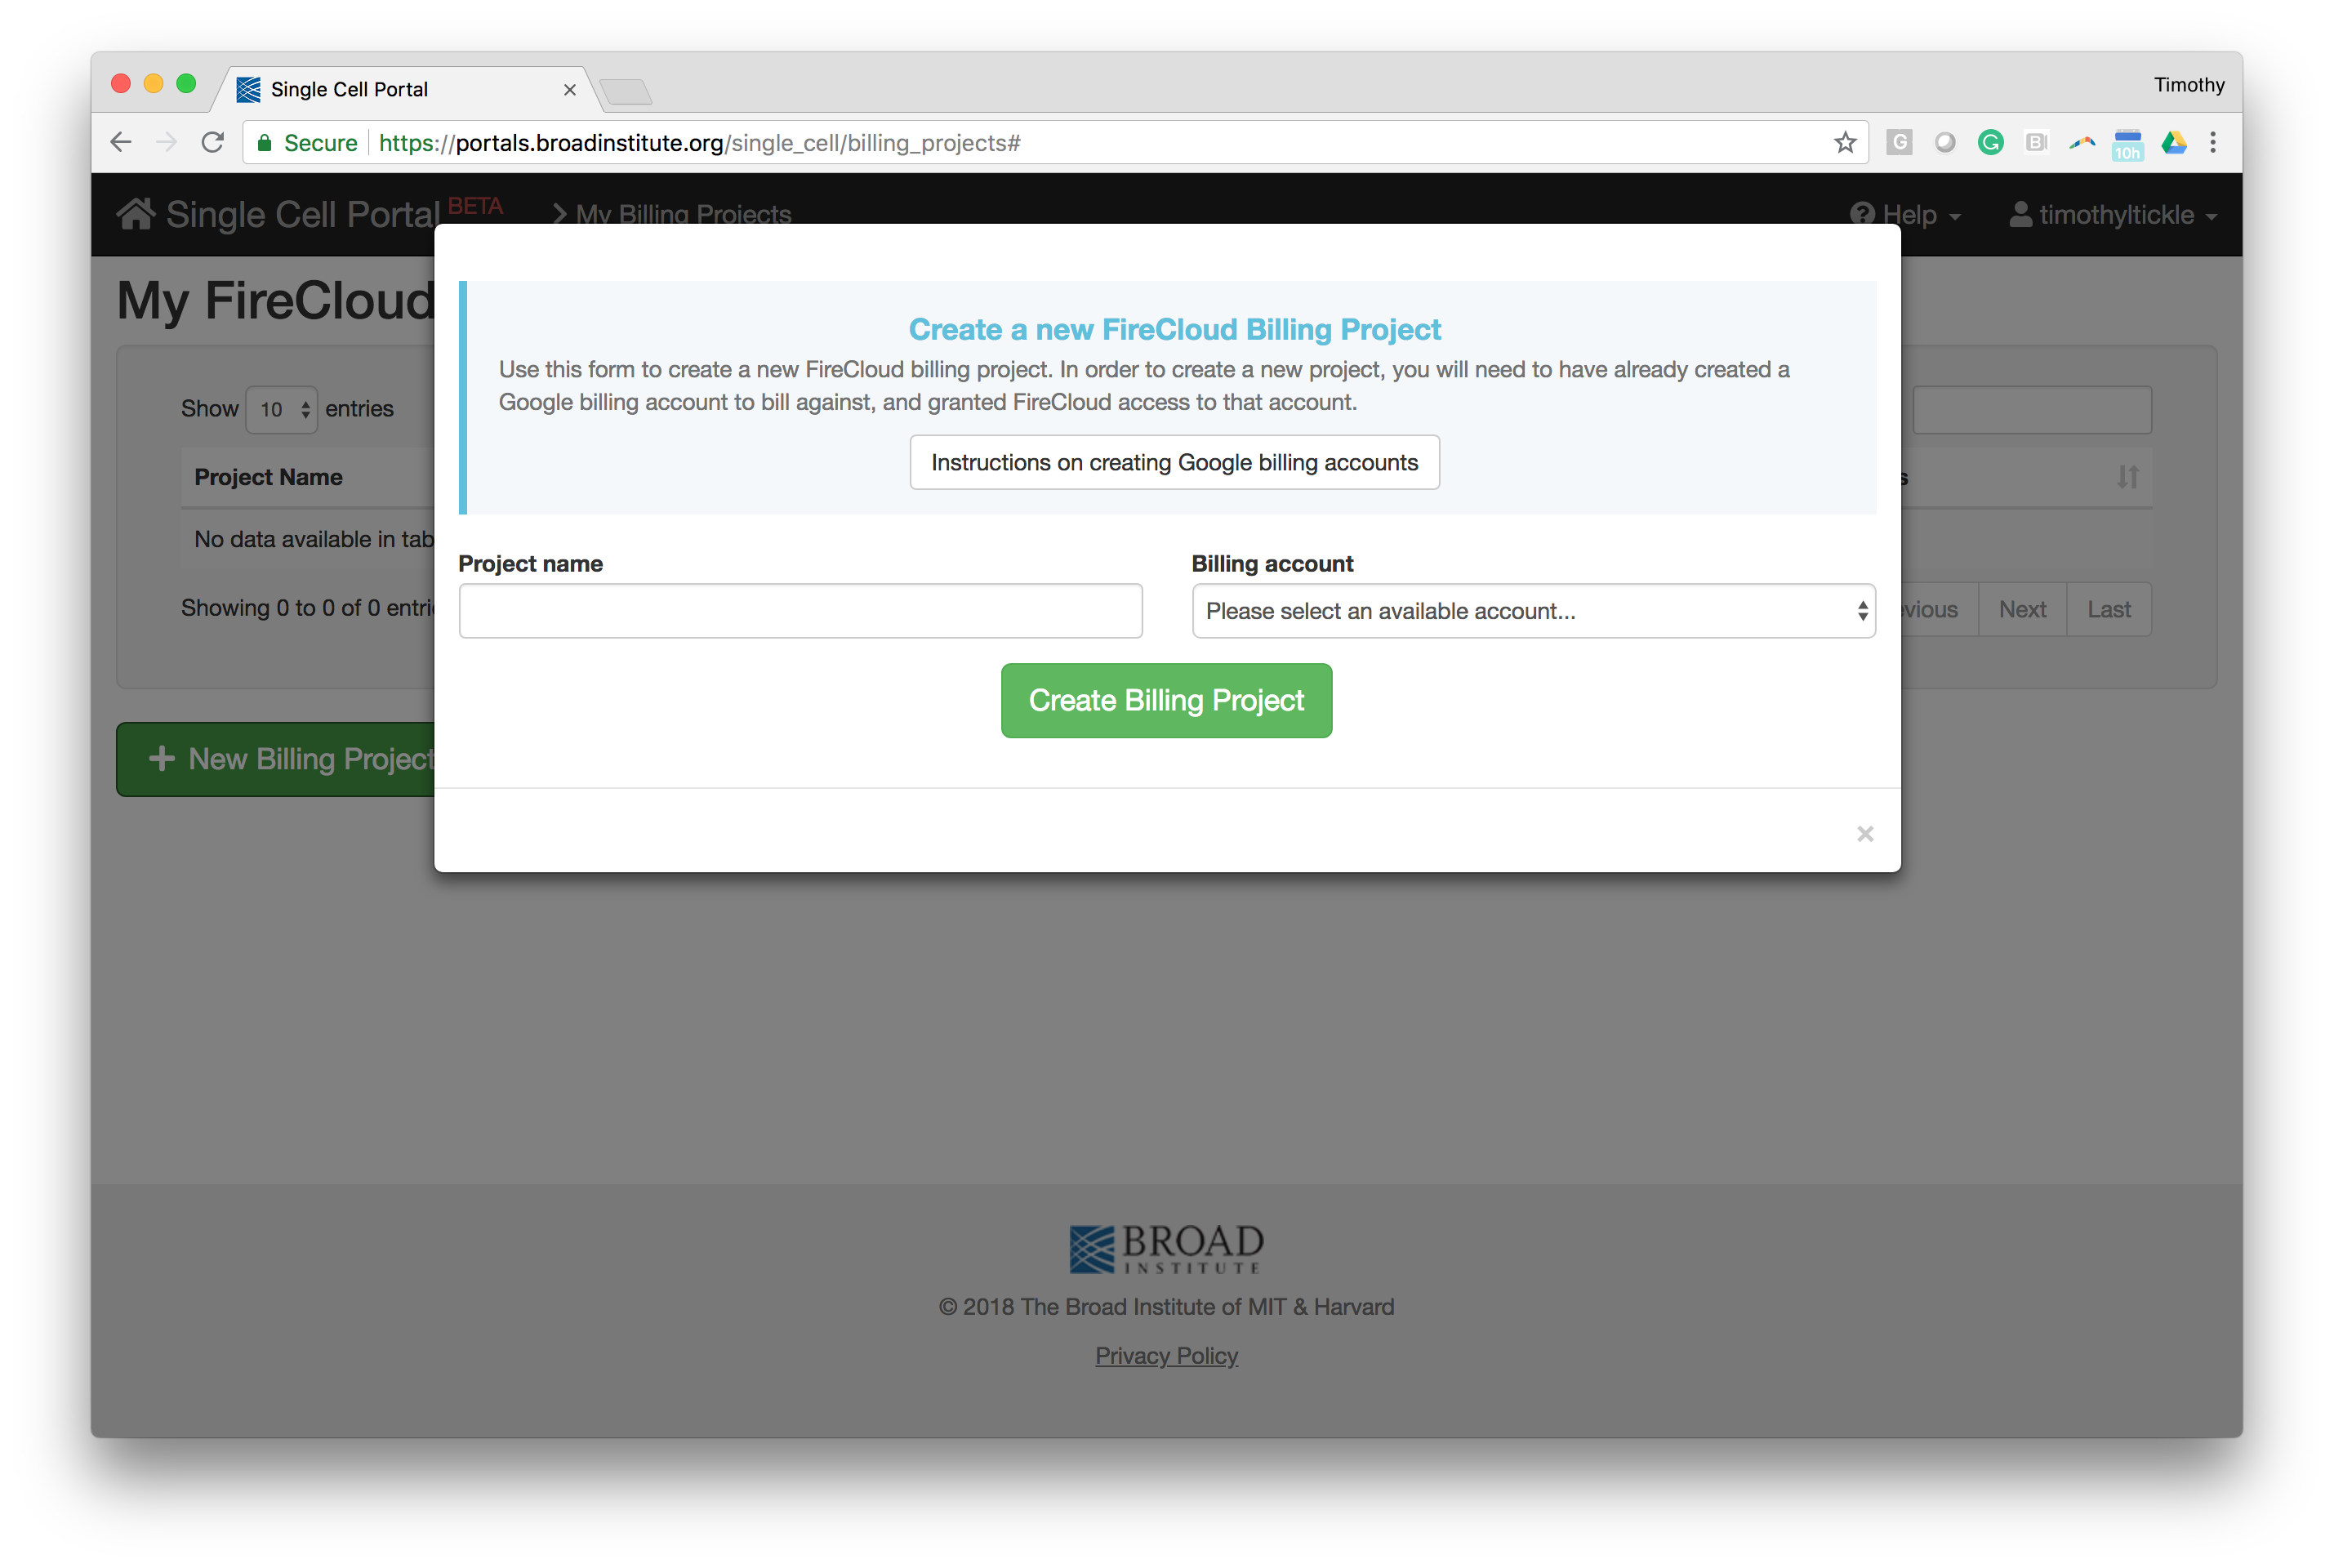 Single Cell Portal
Timothy
Secure https://portals.broadinstitute.org/single_cell/billing_projects#
G
G
B
10h
Single Cell Portal BETA
My Billing Projects
Help
timothyltickle
My FireCloud
Create a new FireCloud Billing Project
Use this form to create a new FireCloud billing project. In order to create a new project, you will need to have already created a
Google billing account to bill against, and granted FireCloud access to that account.
Instructions on creating Google billing accounts
Show 10 entries
Project Name
No data available in tab
Showing 0 to 0 of 0 entri
Project name
Billing account
Please select an available account...
vious
Next
Last
Create Billing Project
New Billing Project
BROAD
INSTITUTE
© 2018 The Broad Institute of MIT & Harvard
Privacy Policy